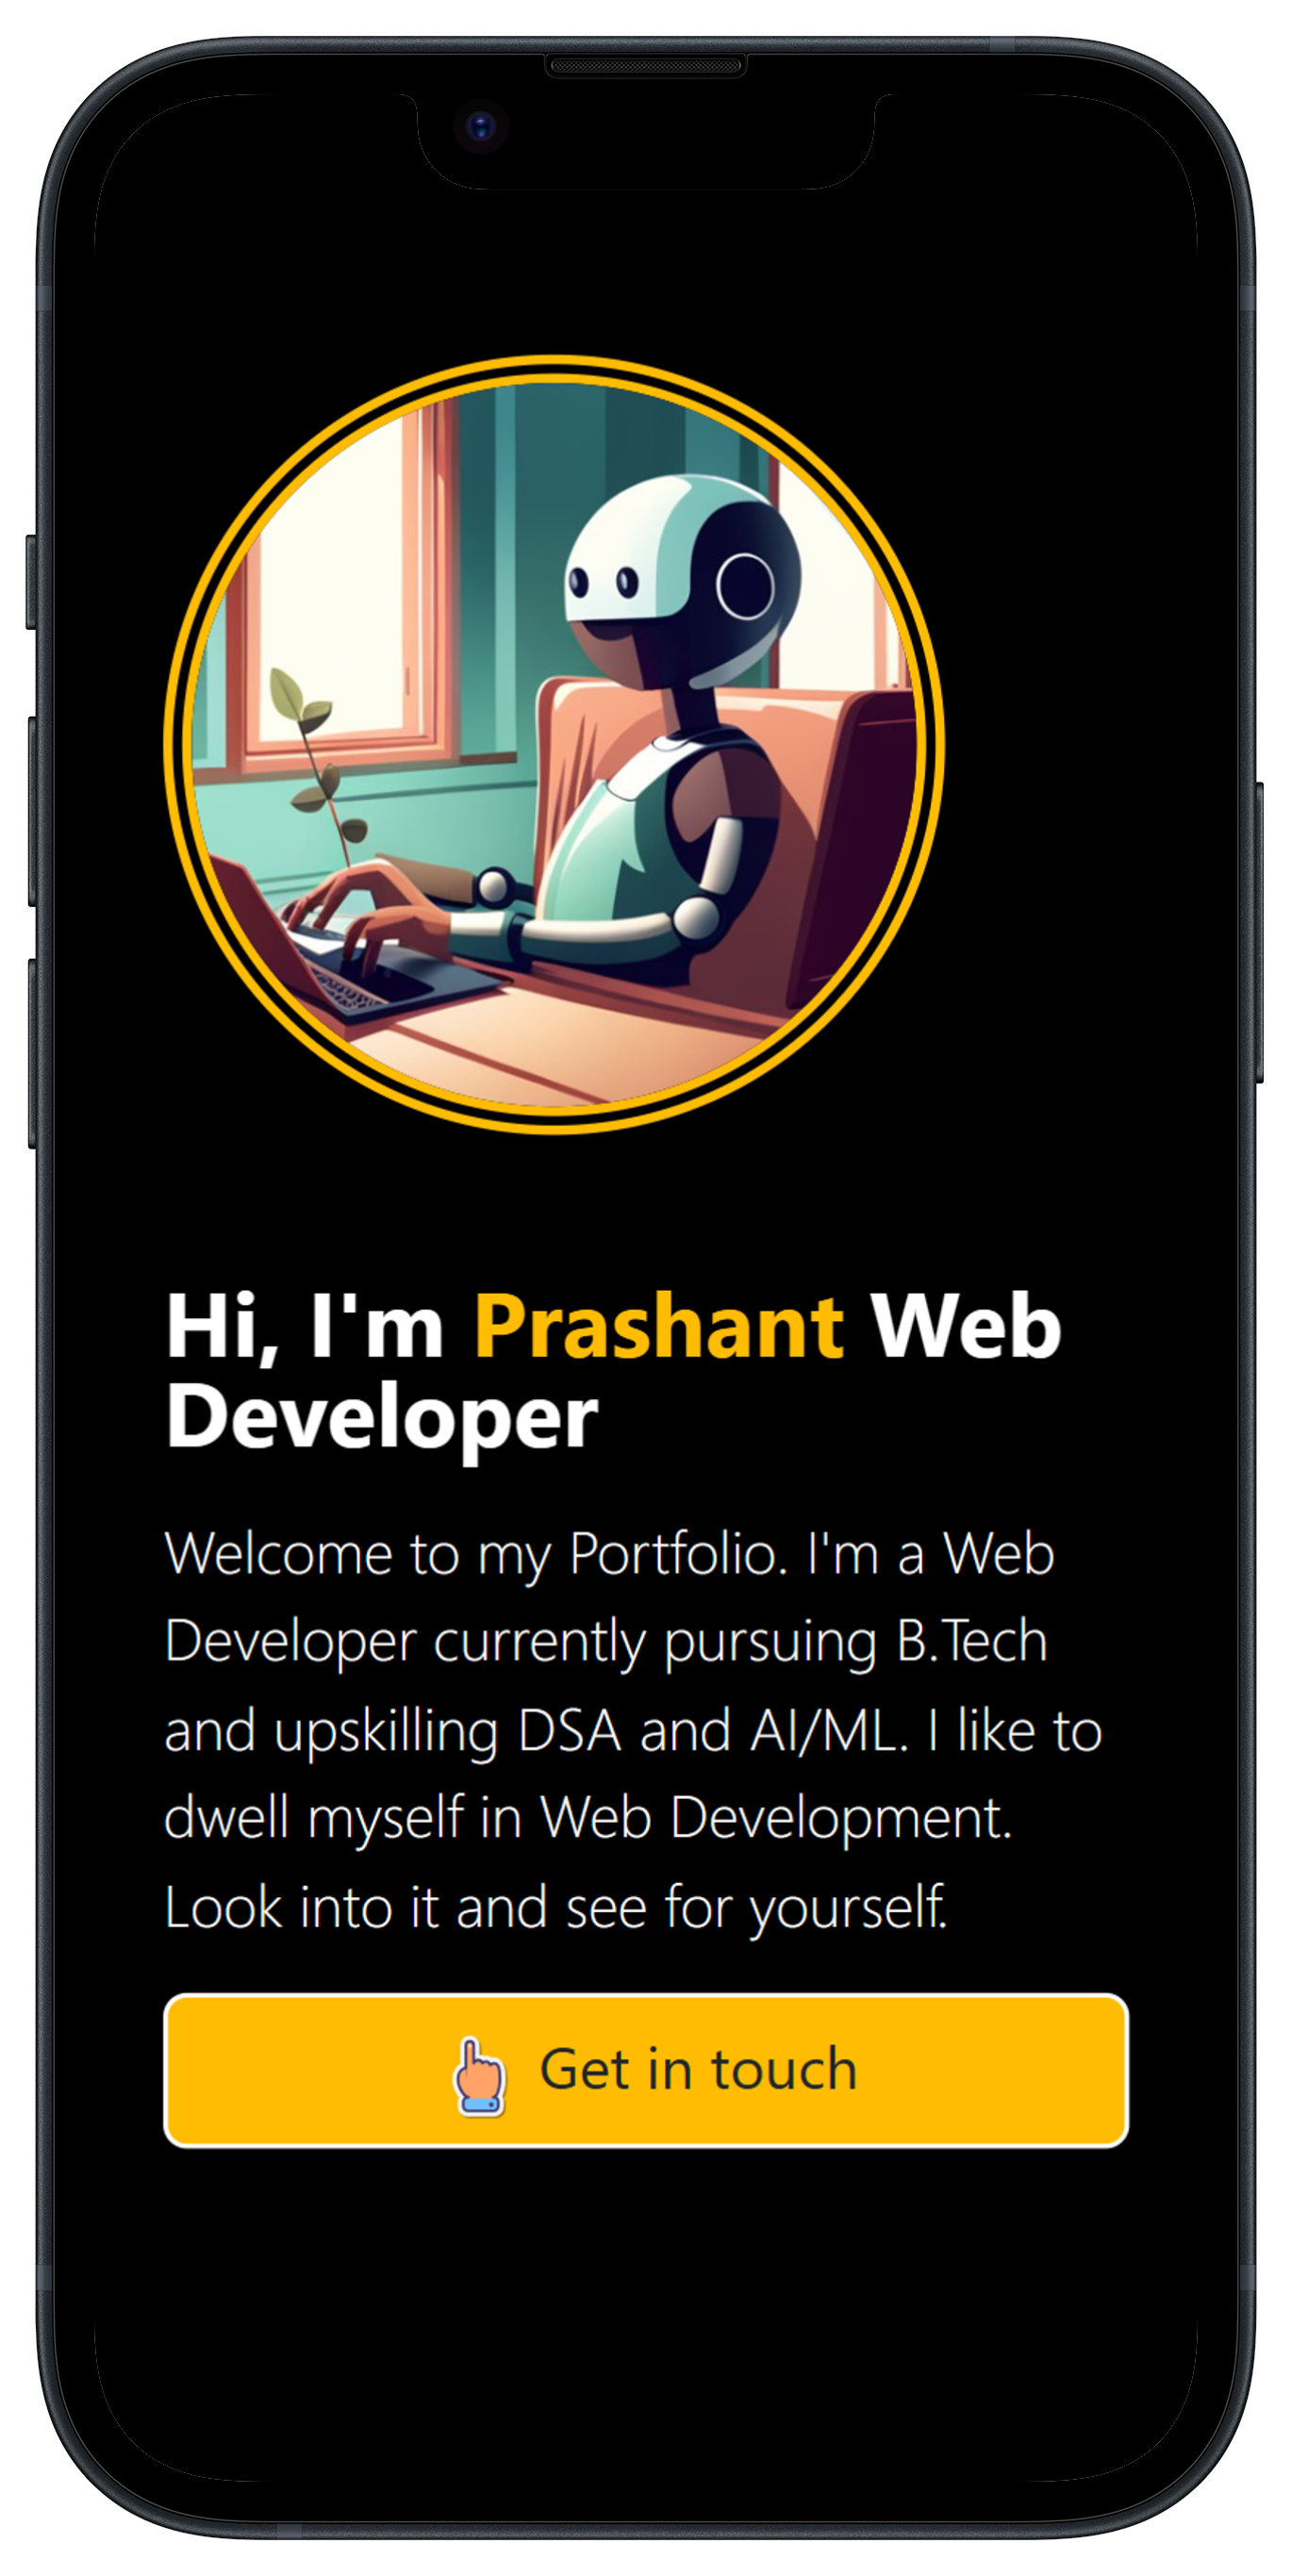 Hi, I'm Prashant Web
Developer
Welcome to my Portfolio. I'm a Web
Developer currently pursuing B.Tech
and upskilling DSA and AI/ML. I like to
dwell myself in Web Development.
Look into it and see for yourself.
Get in touch